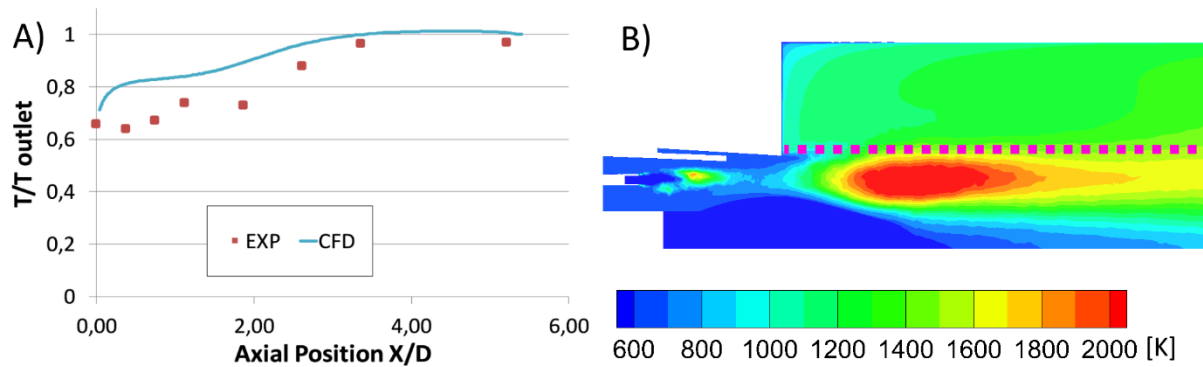 A)
T/T outlet
1
0,8
0,6
0,4
0,2
0
EXP CFD
0,00 2,00 4,00 6,00
Axial Position X/D
B)
600 800 1000 1200 1400 1600 1800 2000 [K]